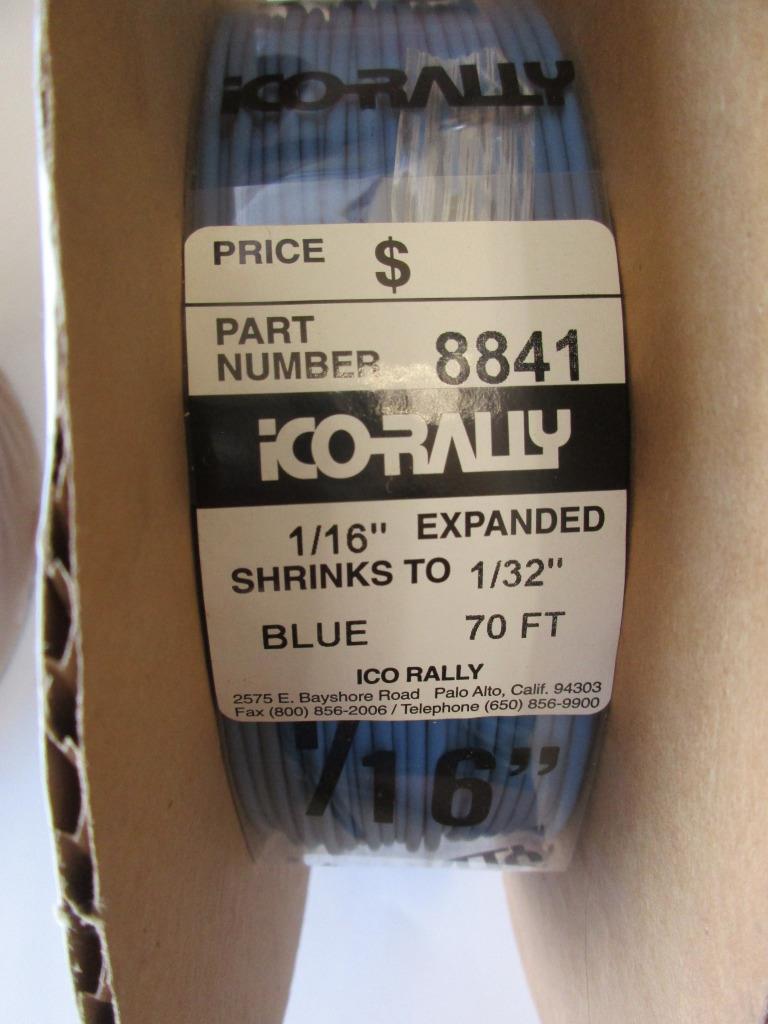 iCO-RALLY
PRICE $
PART
NUMBER 8841
iCO-RALLY
1/16" EXPANDED
SHRINKS TO 1/32"
BLUE 70 FT
ICO RALLY
2575 E. Bayshore Road Palo Alto, Calif. 94303
Fax (800) 856-2006 / Telephone (650) 856-9900
/16”